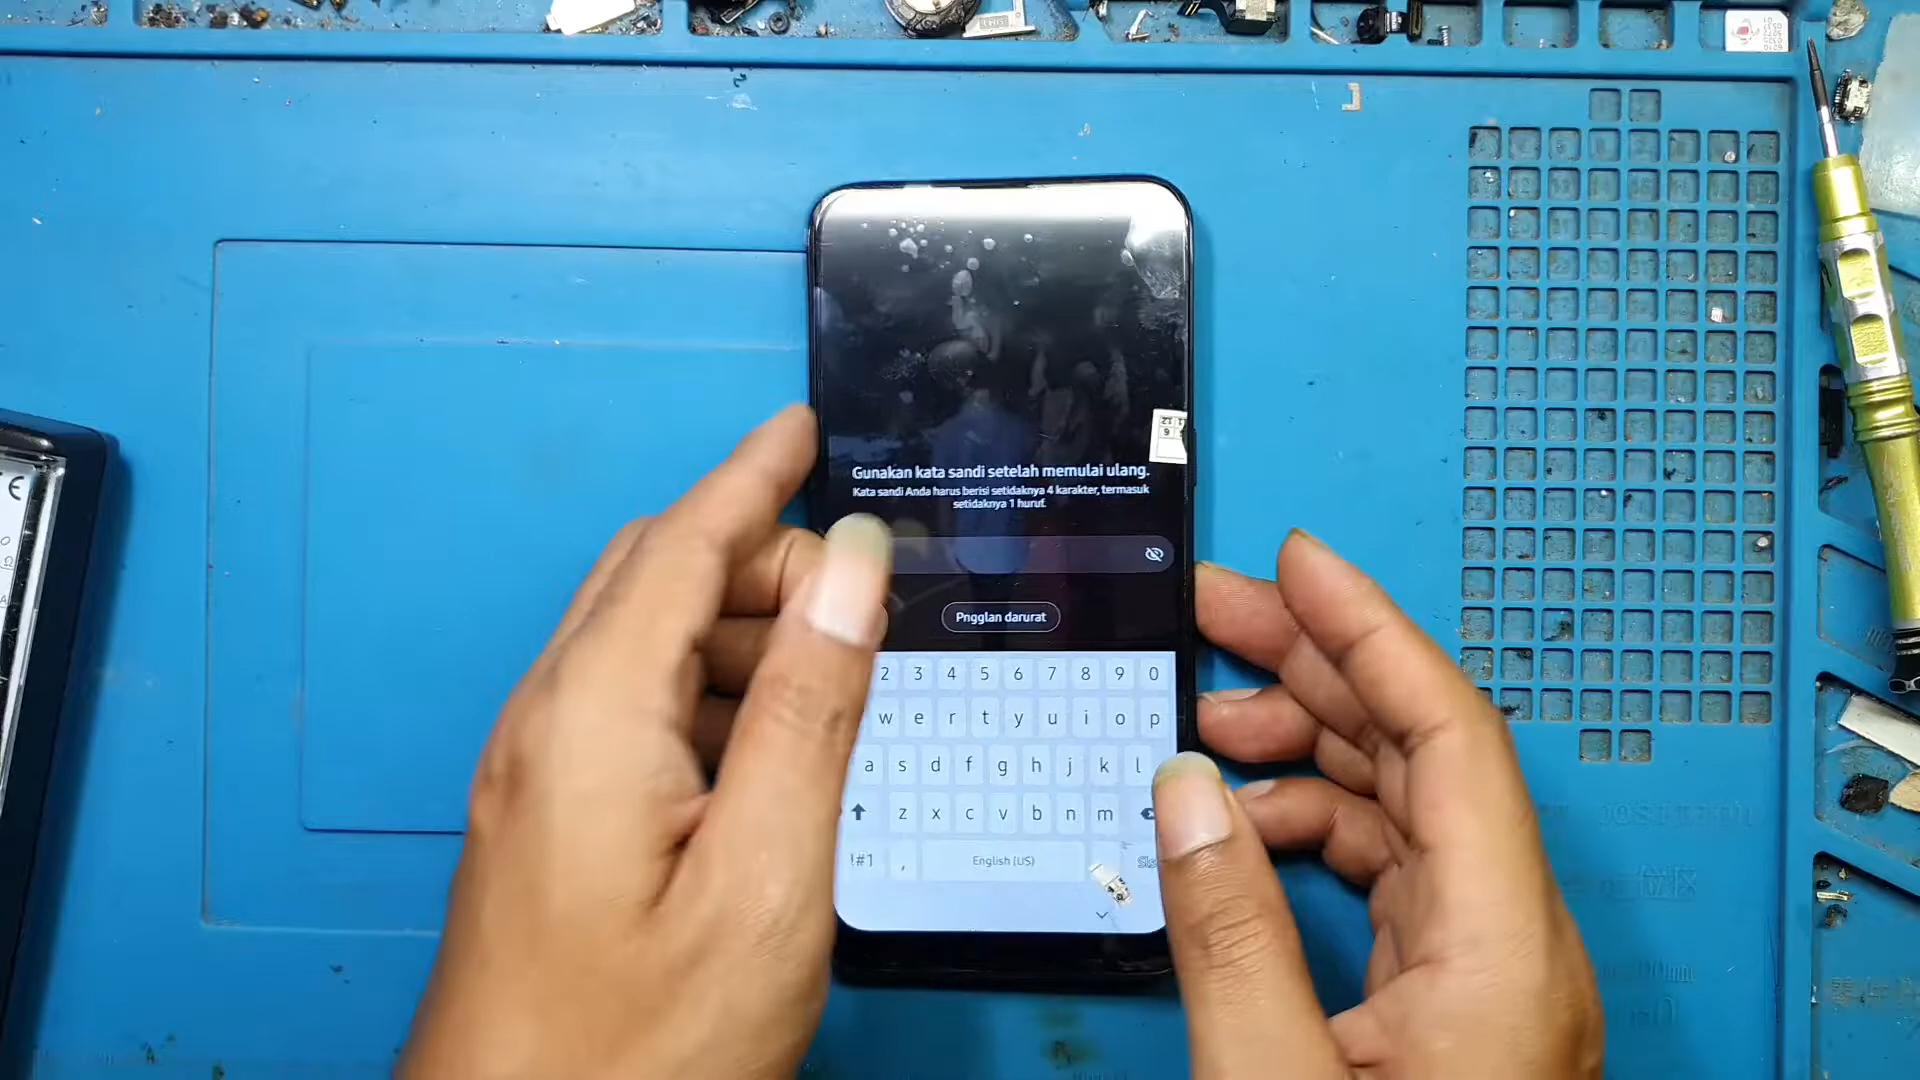 Gunakan kata sandi setelah memulai ulang.
Kata sandi Anda harus berisi setidaknya 4 karakter, termasuk
setidaknya 1 huruf.
Pngglan darurat
2 3 4 5 6 7 8 9 0
w e r t y u i o p
a s d f g h j k l
z x c v b n m
!#1 , English (US)